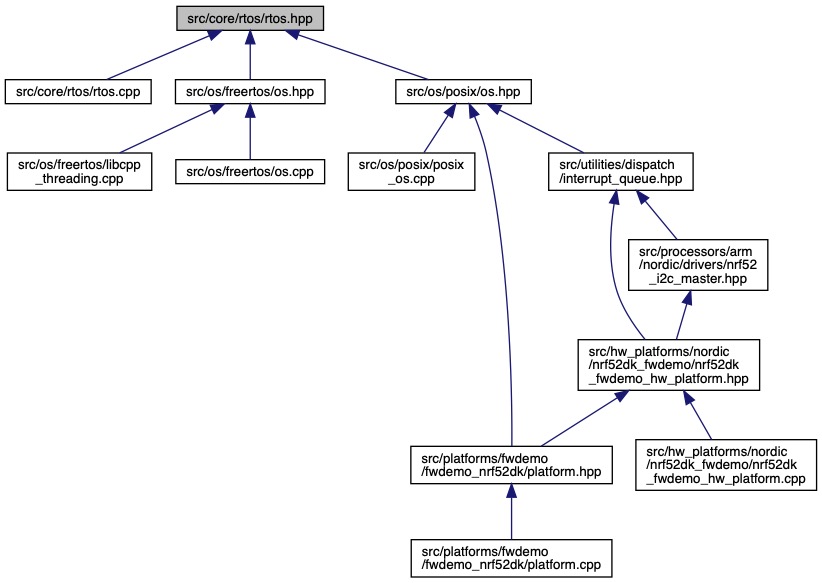 src/core/rtos/rtos.hpp
src/core/rtos/rtos.cpp
src/os/freertos/os.hpp
src/os/posix/os.hpp
src/os/freertos/libcpp
_threading.cpp
src/os/freertos/os.cpp
src/os/posix/posix
_os.cpp
src/utilities/dispatch
/interrupt_queue.hpp
src/processors/arm
/nordic/drivers/nrf52
_i2c_master.hpp
src/hw_platforms/nordic
/nrf52dk_fwdemo/nrf52dk
_fwdemo_hw_platform.hpp
src/platforms/fwdemo
/fwdemo_nrf52dk/platform.hpp
src/hw_platforms/nordic
/nrf52dk_fwdemo/nrf52dk
_fwdemo_hw_platform.cpp
src/platforms/fwdemo
/fwdemo_nrf52dk/platform.cpp